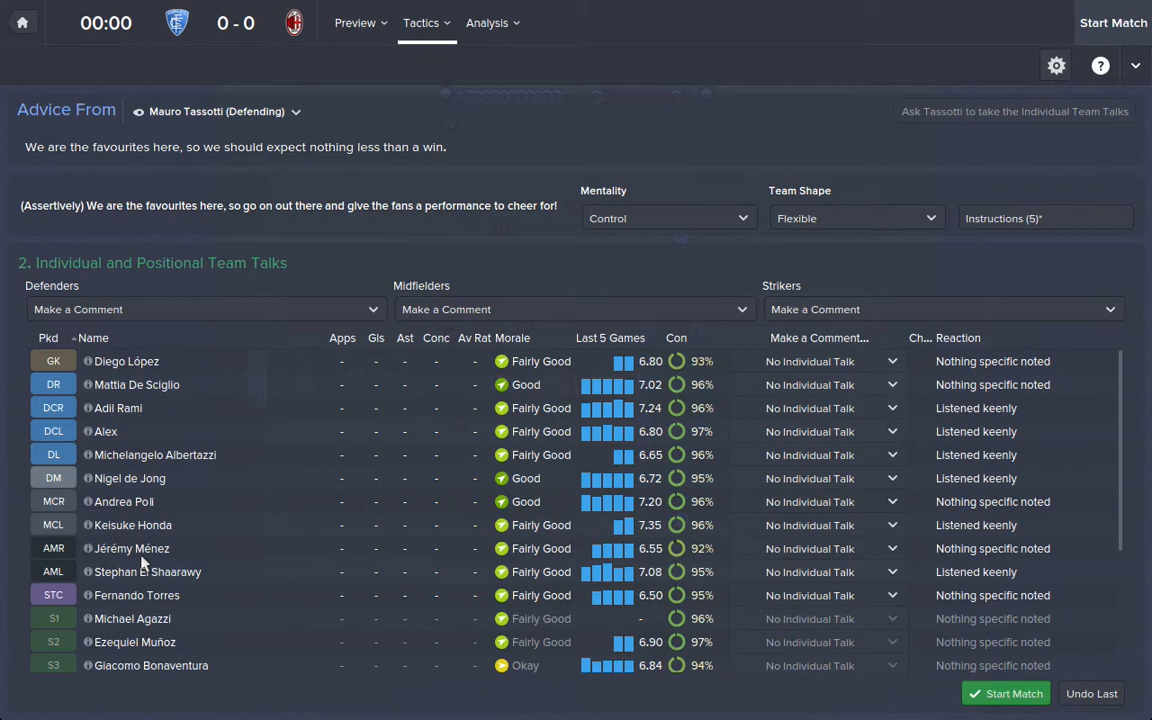 00:00 0 - 0 Preview Tactics Analysis Start Match
Advice From Mauro Tassotti (Defending) Ask Tassotti to take the Individual Team Talks
We are the favourites here, so we should expect nothing less than a win.
Mentality Team Shape
(Assertively) We are the favourites here, so go on out there and give the fans a performance to cheer for! Control Flexible Instructions (5)*
2. Individual and Positional Team Talks
Defenders Midfielders Strikers
Make a Comment Make a Comment Make a Comment
Pkd Name Apps Gls Ast Conc Av Rat Morale Last 5 Games Con Make a Comment... Ch... Reaction
GK Diego López - - - - - Fairly Good 6.80 93% No Individual Talk Nothing specific noted
DR Mattia De Sciglio - - - - - Good 7.02 96% No Individual Talk Nothing specific noted
DCR Adil Rami - - - - - Fairly Good 7.24 96% No Individual Talk Listened keenly
DCL Alex - - - - - Fairly Good 6.80 97% No Individual Talk Listened keenly
DL Michelangelo Albertazzi - - - - - Fairly Good 6.65 96% No Individual Talk Listened keenly
DM Nigel de Jong - - - - - Good 6.72 95% No Individual Talk Listened keenly
MCR Andrea Poli - - - - - Good 7.20 96% No Individual Talk Nothing specific noted
MCL Keisuke Honda - - - - - Fairly Good 7.35 96% No Individual Talk Listened keenly
AMR Jérémy Ménez - - - - - Fairly Good 6.55 92% No Individual Talk Nothing specific noted
AML Stephan El Shaarawy - - - - - Fairly Good 7.08 95% No Individual Talk Listened keenly
STC Fernando Torres - - - - - Fairly Good 6.50 95% No Individual Talk Nothing specific noted
S1 Michael Agazzi - - - - - Fairly Good - 96% No Individual Talk Nothing specific noted
S2 Ezequiel Muñoz - - - - - Fairly Good 6.90 97% No Individual Talk Nothing specific noted
S3 Giacomo Bonaventura - - - - - Okay 6.84 94% No Individual Talk Nothing specific noted
Start Match Undo Last